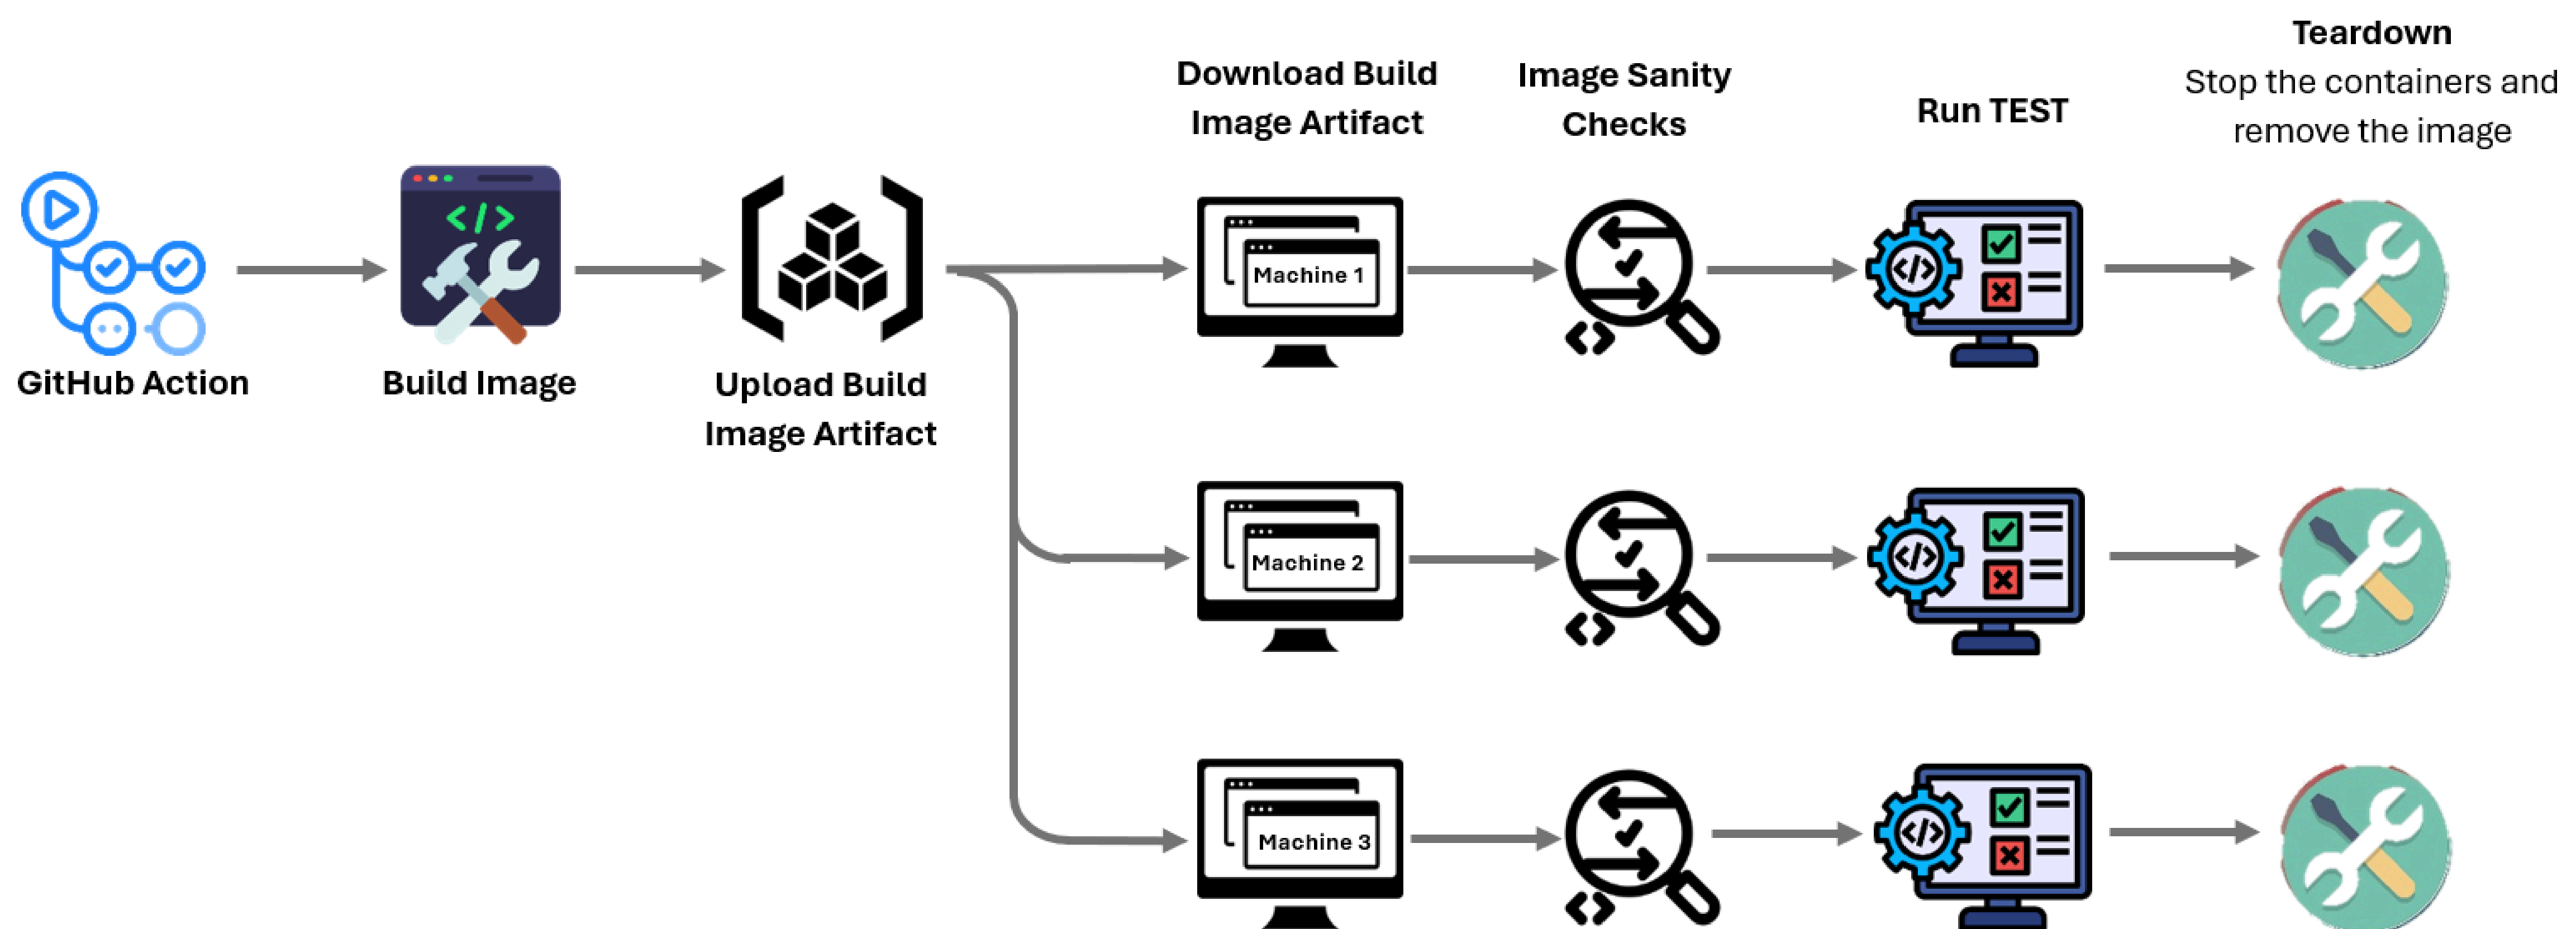 GitHub Action
Build Image
Upload Build
Image Artifact
Download Build
Image Artifact
Image Sanity
Checks
Run TEST
Teardown
Stop the containers and
remove the image
</>
Machine 1
</>
Machine 2
</>
Machine 3
</>